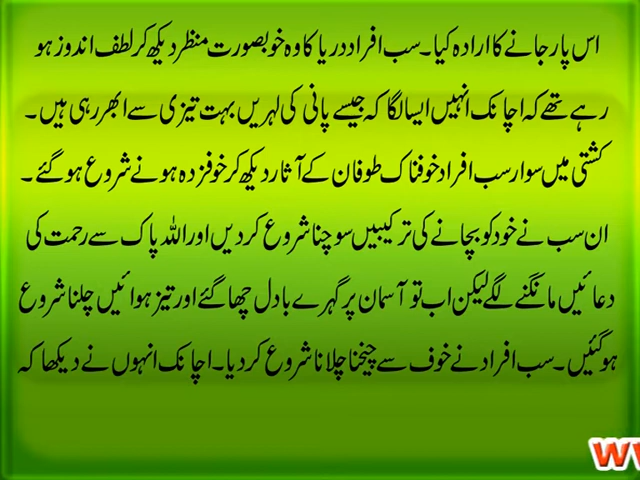 اس پار جانے کا ارادہ کیا۔ سب افراد دریا کا وہ خوبصورت منظر دیکھ کر لطف اندوز ہو
رہے تھے کہ اچانک انہیں ایسا لگا کہ جیسے پانی کی لہریں بہت تیزی سے ابھر رہی ہیں۔
کشتی میں سوار سب افراد خوفناک طوفان کے آثار دیکھ کر خوفزدہ ہونے شروع ہو گئے۔
ان سب نے خود کو بچانے کی ترکیبیں سوچنا شروع کر دیں اور اللہ پاک سے رحمت کی
دعائیں مانگنے لگے لیکن اب تو آسمان پر گہرے بادل چھا گئے اور تیز ہوائیں چلنا شروع
ہو گئیں۔ سب افراد نے خوف سے چیخنا چلانا شروع کر دیا۔ اچانک انہوں نے دیکھا کہ